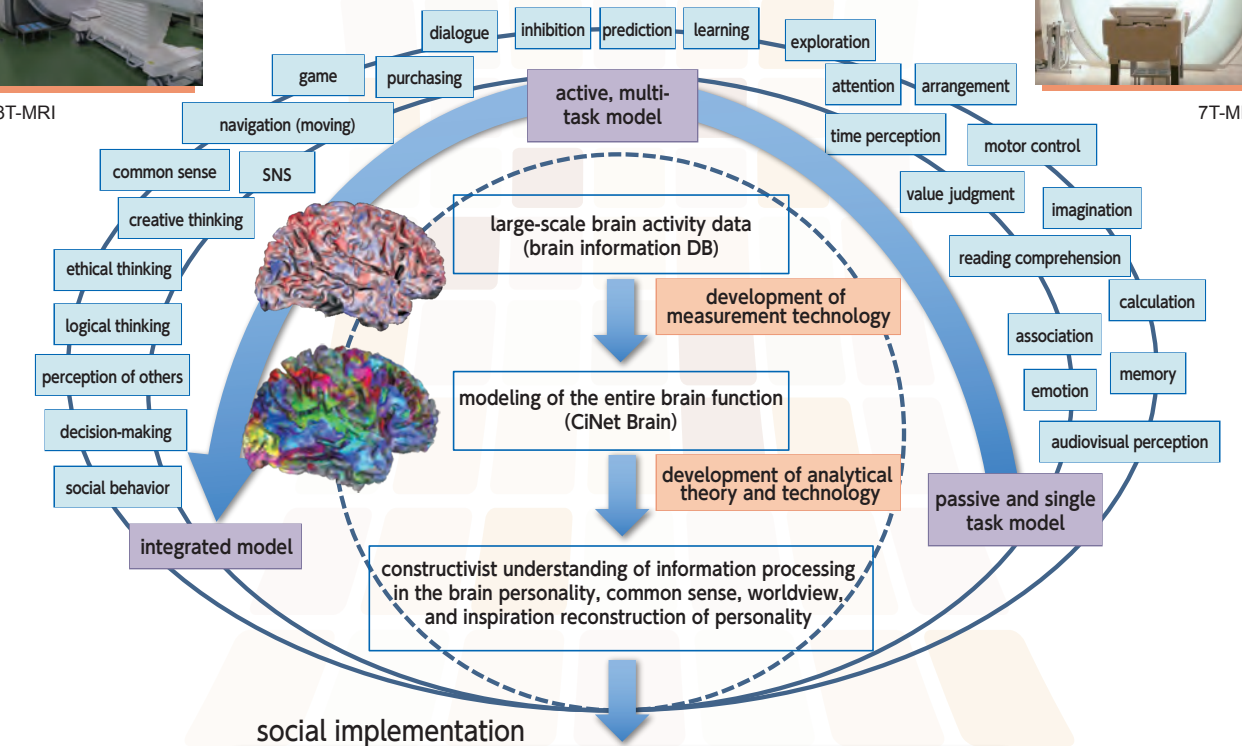 dialogue
inhibition
prediction
learning
exploration
game
purchasing
active, multi-
task model
attention
arrangement
3T-MRI
navigation (moving)
time perception
motor control
common sense
SNS
value judgment
creative thinking
imagination
large-scale brain activity data
(brain information DB)
ethical thinking
reading comprehension
development of
measurement technology
calculation
logical thinking
association
perception of others
modeling of the entire brain function
(CiNet Brain)
emotion
memory
decision-making
audiovisual perception
social behavior
development of analytical
theory and technology
passive and single
task model
integrated model
constructivist understanding of information processing
in the brain personality, common sense, worldview,
and inspiration reconstruction of personality
social implementation